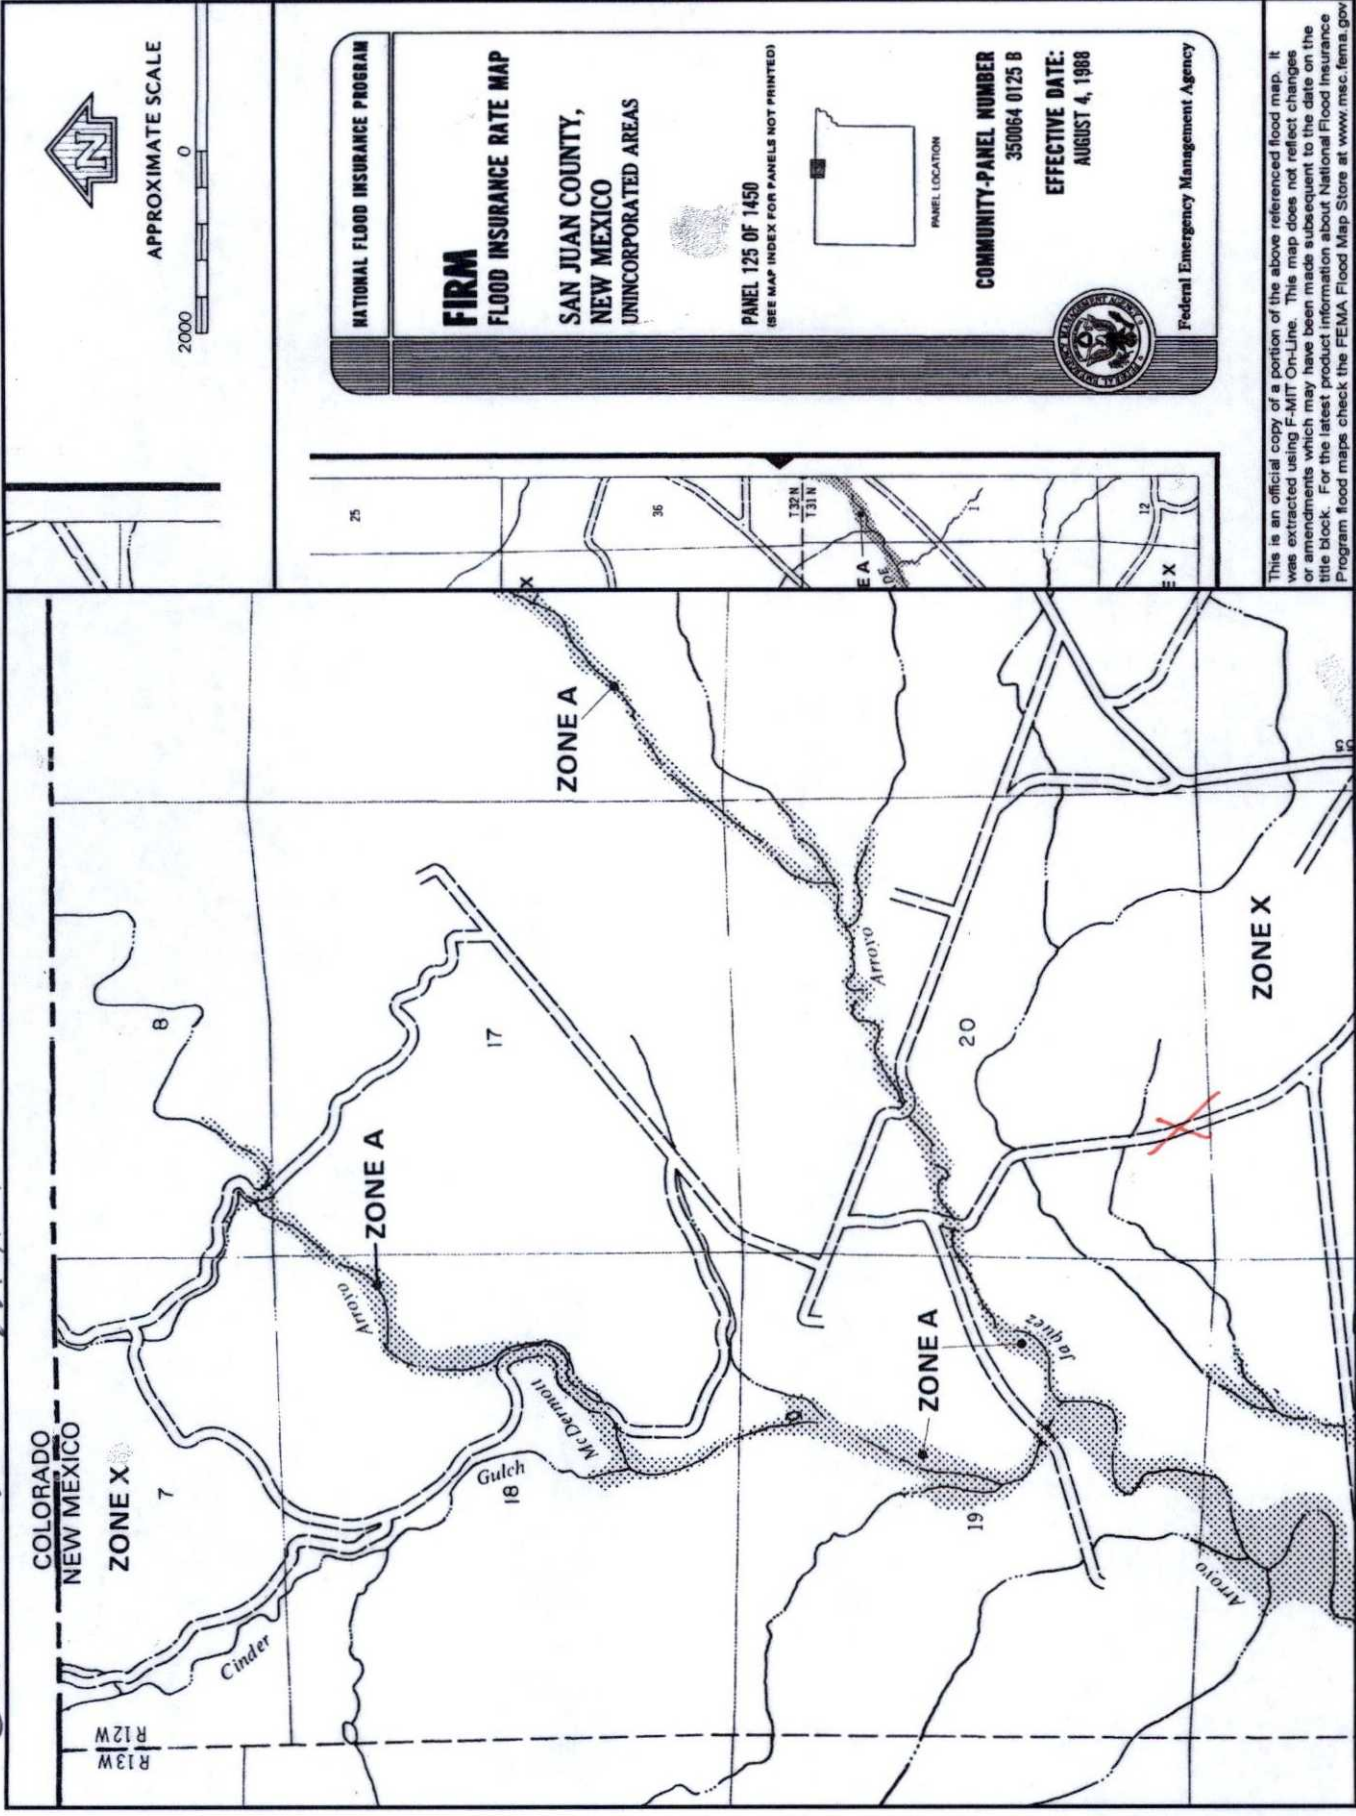 APPROXIMATE SCALE
2000 0
N
NATIONAL FLOOD INSURANCE PROGRAM
FIRM
FLOOD INSURANCE RATE MAP
SAN JUAN COUNTY,
NEW MEXICO
UNINCORPORATED AREAS
PANEL 125 OF 1450
(SEE MAP INDEX FOR PANELS NOT PRINTED)
PANEL LOCATION
COMMUNITY-PANEL NUMBER
350064 0125 B
EFFECTIVE DATE:
AUGUST 4, 1988
FEDERAL EMERGENCY MANAGEMENT AGENCY
Federal Emergency Management Agency
This is an official copy of a portion of the above referenced flood map. It
was extracted using F-MIT On-Line. This map does not reflect changes
or amendments which may have been made subsequent to the date on the
title block. For the latest product information about National Flood Insurance
Program flood maps check the FEMA Flood Map Store at www.msc.fema.gov
25
36
T32N
T31N
1
12
X
E A
DE
E X
COLORADO
NEW MEXICO
ZONE X
7
8
Cinder
R12W
R13W
ZONE A
Arroyo
17
McDermott
Gulch
18
ZONE A
Arroyo
20
ZONE A
Jaquez
19
Arroyo
ZONE X